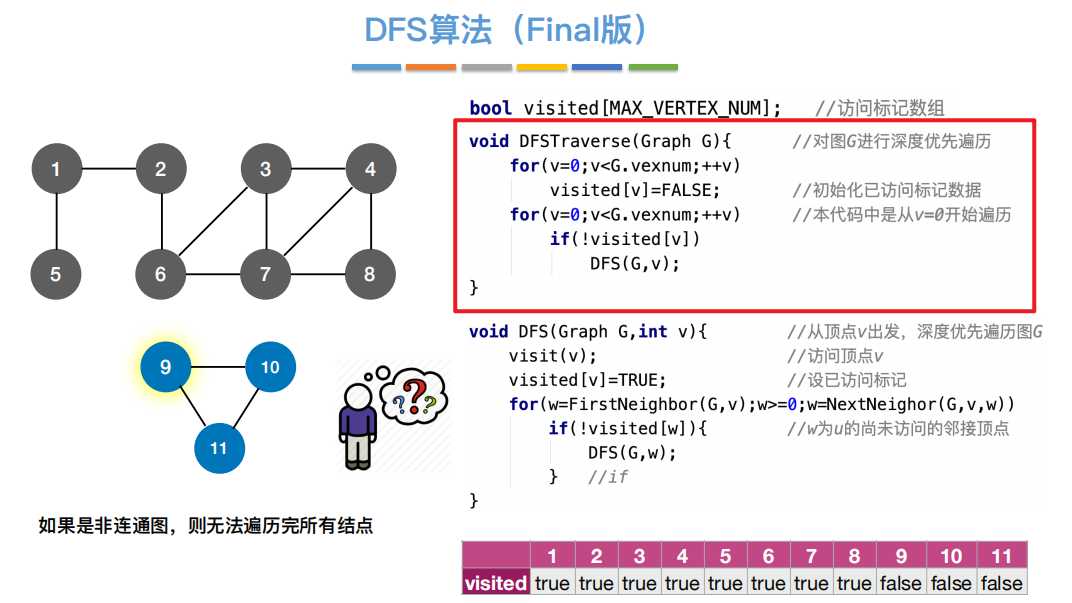 DFS算法（Final版）
bool visited[MAX_VERTEX_NUM]; //访问标记数组
void DFSTraverse(Graph G){ //对图G进行深度优先遍历
for(v=0;v<G.vexnum;++v)
visited[v]=FALSE; //初始化已访问标记数据
for(v=0;v<G.vexnum;++v) //本代码中是从v=0开始遍历
if(!visited[v])
DFS(G,v);
}
void DFS(Graph G,int v){ //从顶点v出发，深度优先遍历图G
visit(v); //访问顶点v
visited[v]=TRUE; //设已访问标记
for(w=FirstNeighbor(G,v);w>=0;w=NextNeighor(G,v,w))
if(!visited[w]){ //w为u的尚未访问的邻接顶点
DFS(G,w);
} //if
}
1 2 3 4
5 6 7 8
9 10
11
? ? ?
如果是非连通图，则无法遍历完所有结点
1 2 3 4 5 6 7 8 9 10 11
visited true true true true true true true true false false false